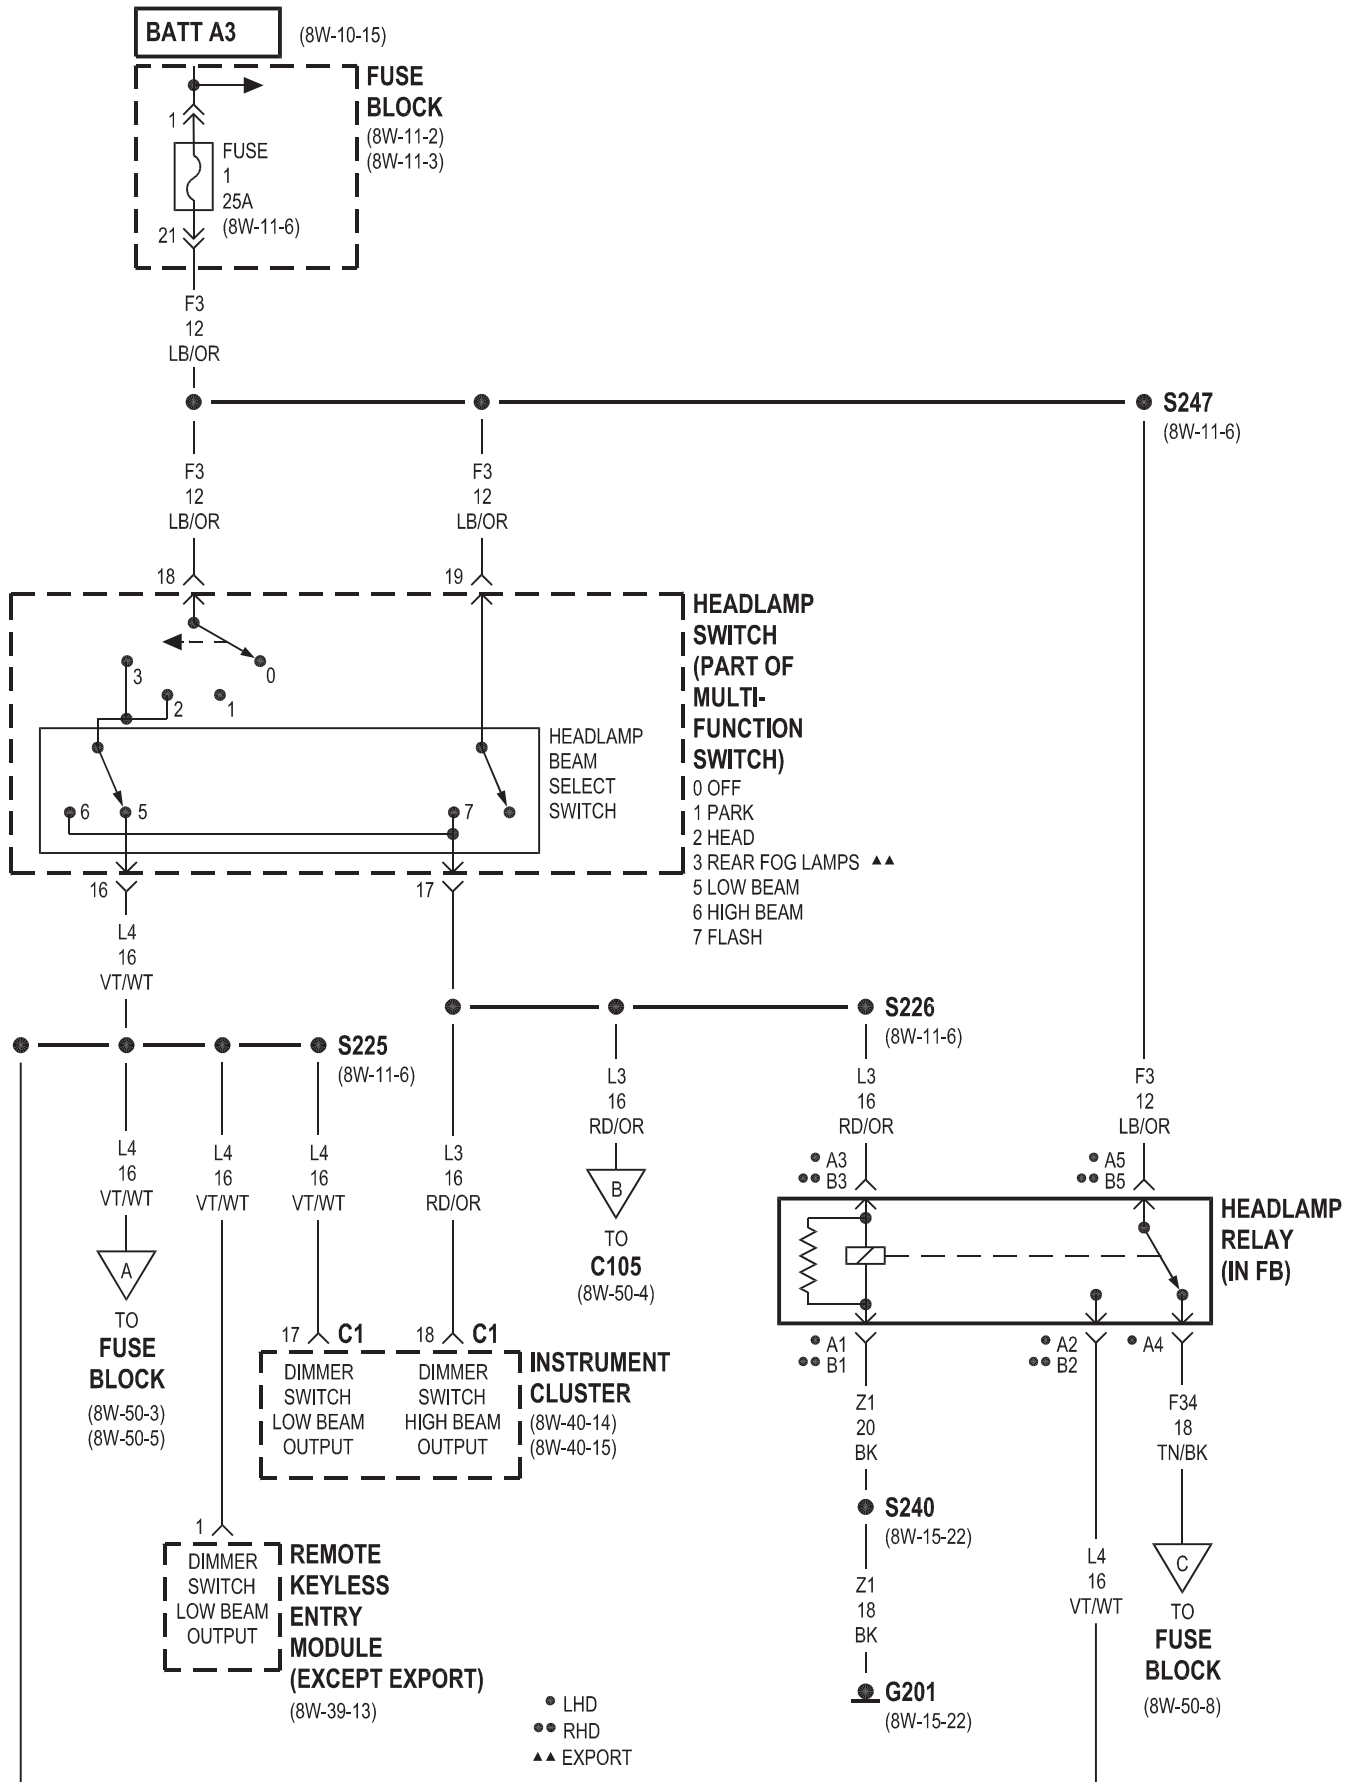 BATT A3
(8W-10-15)
FUSE
BLOCK
(8W-11-2)
(8W-11-3)
1
FUSE
1
25A
(8W-11-6)
21
F3
12
LB/OR
S247
(8W-11-6)
F3
12
LB/OR
F3
12
LB/OR
18
19
HEADLAMP
SWITCH
(PART OF
MULTI-
FUNCTION
SWITCH)
0 OFF
1 PARK
2 HEAD
3 REAR FOG LAMPS ▲▲
5 LOW BEAM
6 HIGH BEAM
7 FLASH
3
0
2
1
HEADLAMP
BEAM
SELECT
SWITCH
6
5
7
16
17
L4
16
VT/WT
S226
(8W-11-6)
S225
(8W-11-6)
L4
16
VT/WT
L4
16
VT/WT
L4
16
VT/WT
L3
16
RD/OR
L3
16
RD/OR
L3
16
RD/OR
F3
12
LB/OR
A
TO
FUSE
BLOCK
(8W-50-3)
(8W-50-5)
B
TO
C105
(8W-50-4)
● A3
●● B3
● A5
●● B5
HEADLAMP
RELAY
(IN FB)
● A1
●● B1
● A2
●● B2
● A4
17 C1
18 C1
DIMMER
SWITCH
LOW BEAM
OUTPUT
DIMMER
SWITCH
HIGH BEAM
OUTPUT
INSTRUMENT
CLUSTER
(8W-40-14)
(8W-40-15)
Z1
20
BK
F34
18
TN/BK
S240
(8W-15-22)
1
DIMMER
SWITCH
LOW BEAM
OUTPUT
REMOTE
KEYLESS
ENTRY
MODULE
(EXCEPT EXPORT)
(8W-39-13)
Z1
18
BK
L4
16
VT/WT
C
TO
FUSE
BLOCK
(8W-50-8)
G201
(8W-15-22)
● LHD
●● RHD
▲▲ EXPORT